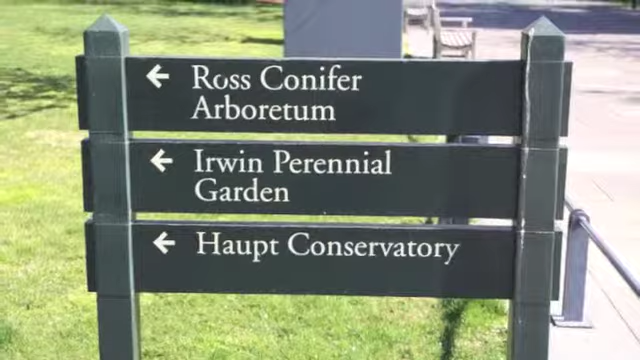 ← Ross Conifer
Arboretum
← Irwin Perennial
Garden
← Haupt Conservatory